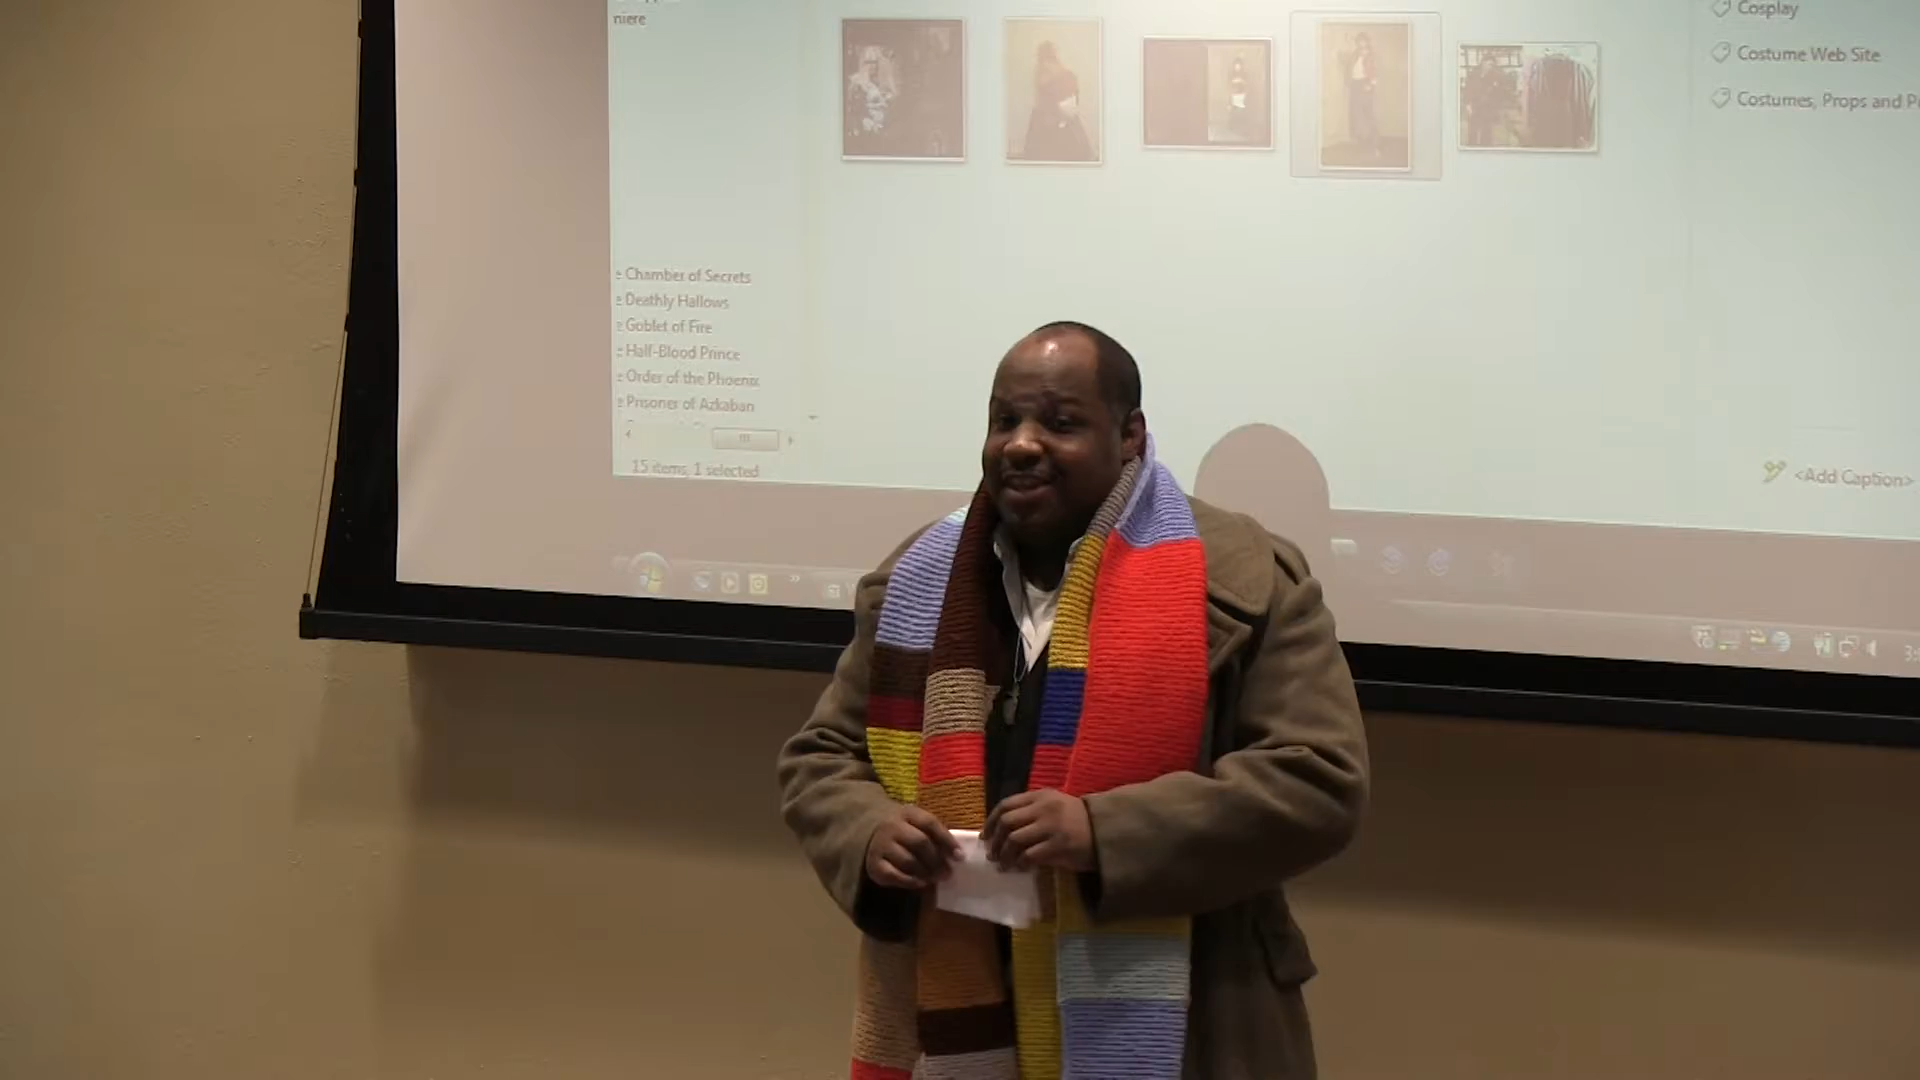 niere
Cosplay
Costume Web Site
Costumes, Props and P
e Chamber of Secrets
e Deathly Hallows
e Goblet of Fire
e Half-Blood Prince
e Order of the Phoenix
e Prisoner of Azkaban
15 items, 1 selected
<Add Caption>
3: